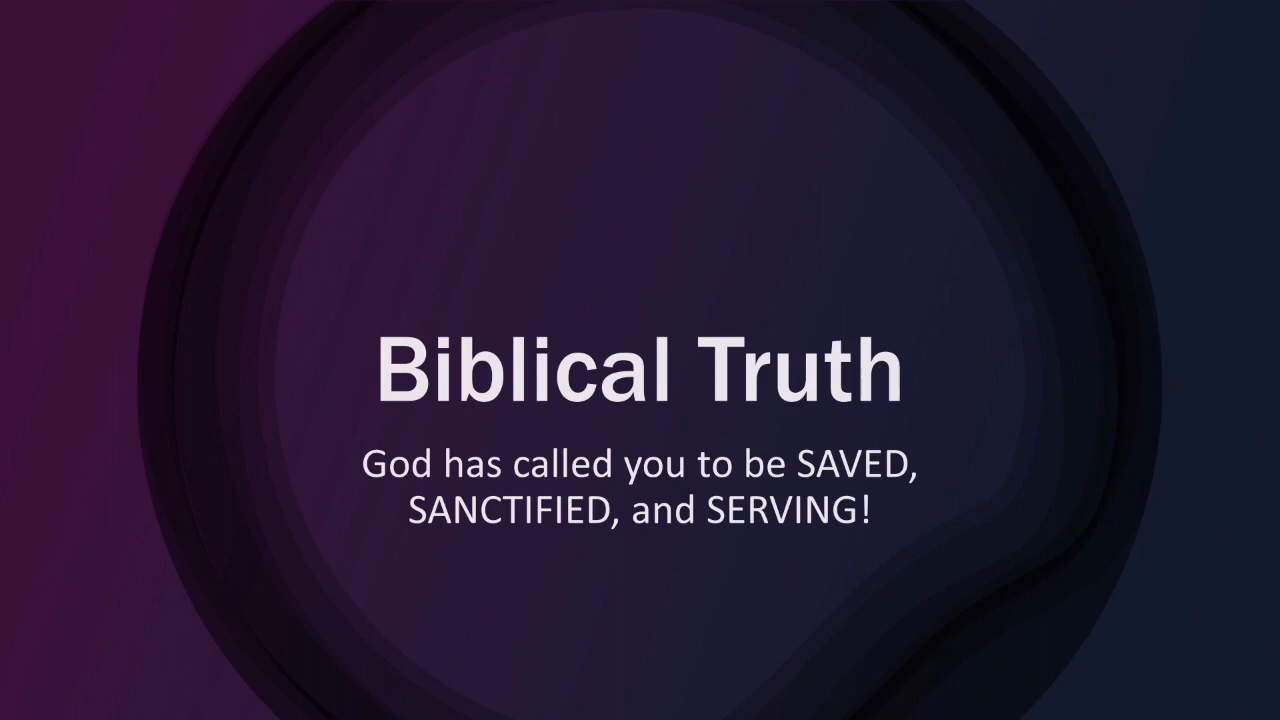 Biblical Truth
God has called you to be SAVED,
SANCTIFIED, and SERVING!